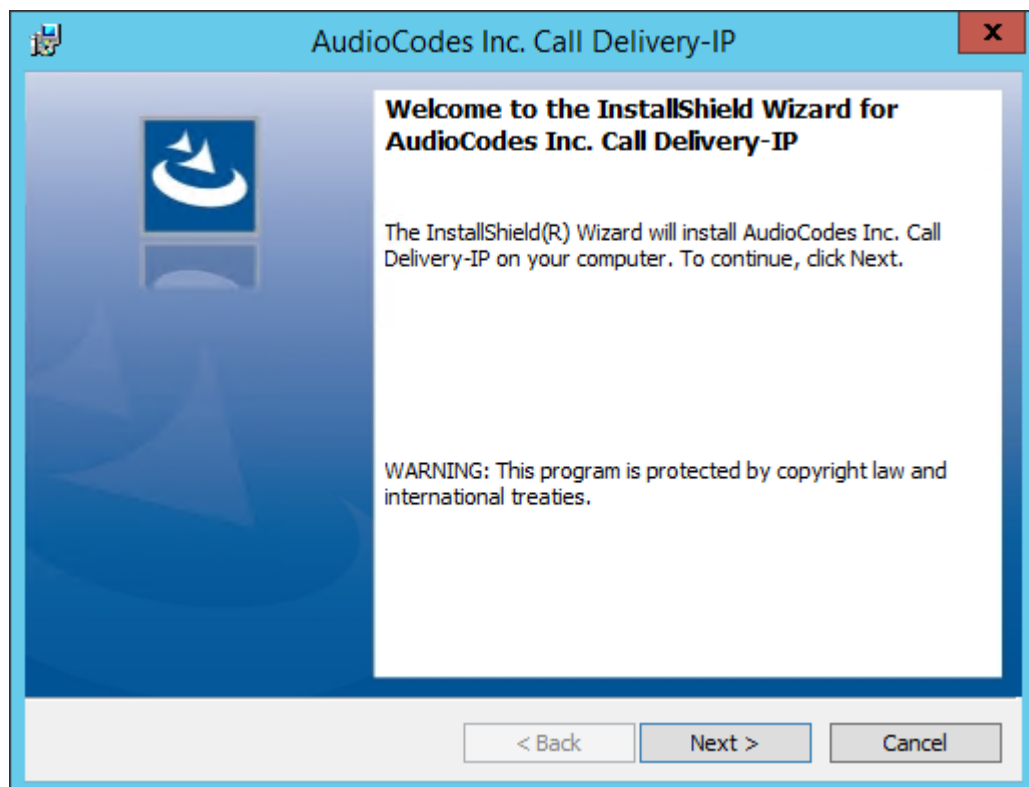 AudioCodes Inc. Call Delivery-IP
x
Welcome to the InstallShield Wizard for
AudioCodes Inc. Call Delivery-IP
The InstallShield(R) Wizard will install AudioCodes Inc. Call
Delivery-IP on your computer. To continue, click Next.
WARNING: This program is protected by copyright law and
international treaties.
< Back
Next >
Cancel